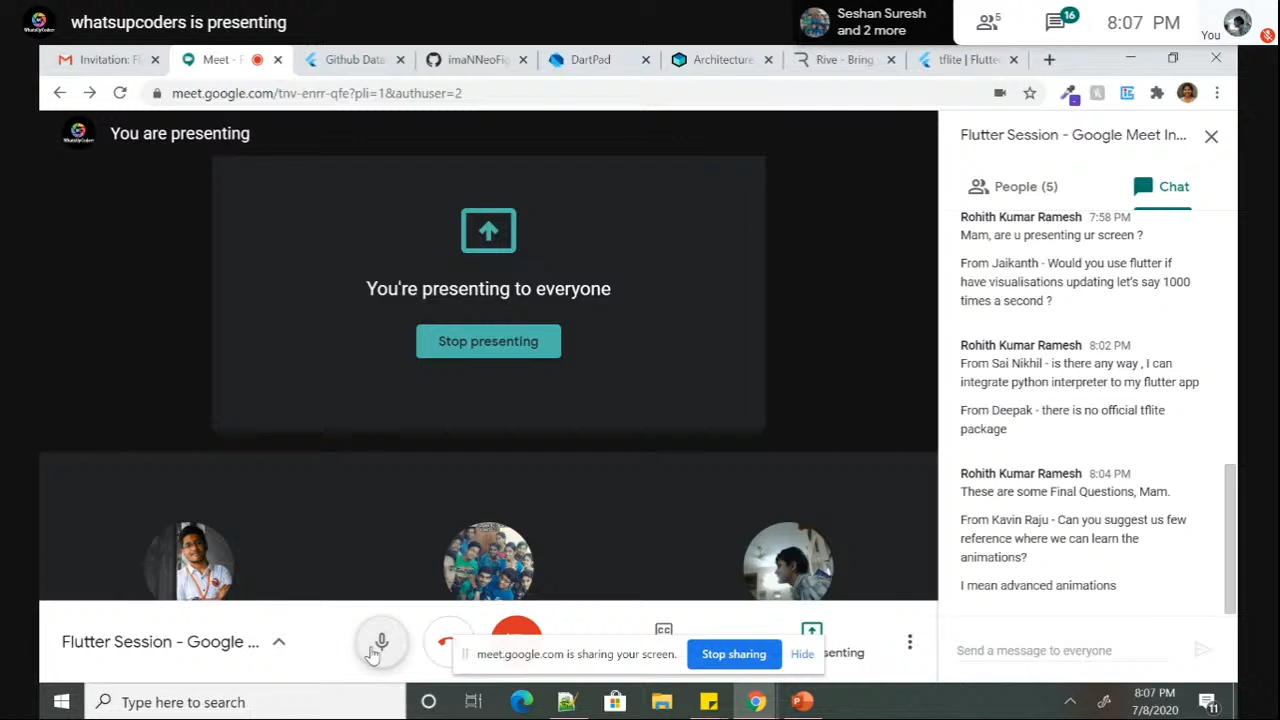 whatsupcoders is presenting
Seshan Suresh
and 2 more
5
16
8:07 PM
You
Invitation: F
Meet - F
Github Data
imaNNeoFig
DartPad
Architecture
Rive - Bring
tflite | Flutte
meet.google.com/tnv-enrr-qfe?pli=1&authuser=2
You are presenting
You're presenting to everyone
Stop presenting
Flutter Session - Google Meet In...
People (5)
Chat
Rohith Kumar Ramesh 7:58 PM
Mam, are u presenting ur screen ?
From Jaikanth - Would you use flutter if
have visualisations updating let's say 1000
times a second ?
Rohith Kumar Ramesh 8:02 PM
From Sai Nikhil - is there any way , I can
integrate python interpreter to my flutter app
From Deepak - there is no official tflite
package
Rohith Kumar Ramesh 8:04 PM
These are some Final Questions, Mam.
From Kavin Raju - Can you suggest us few
reference where we can learn the
animations?
I mean advanced animations
Send a message to everyone
Flutter Session - Google ...
CC
meet.google.com is sharing your screen.
Stop sharing
Hide
enting
Type here to search
8:07 PM
7/8/2020